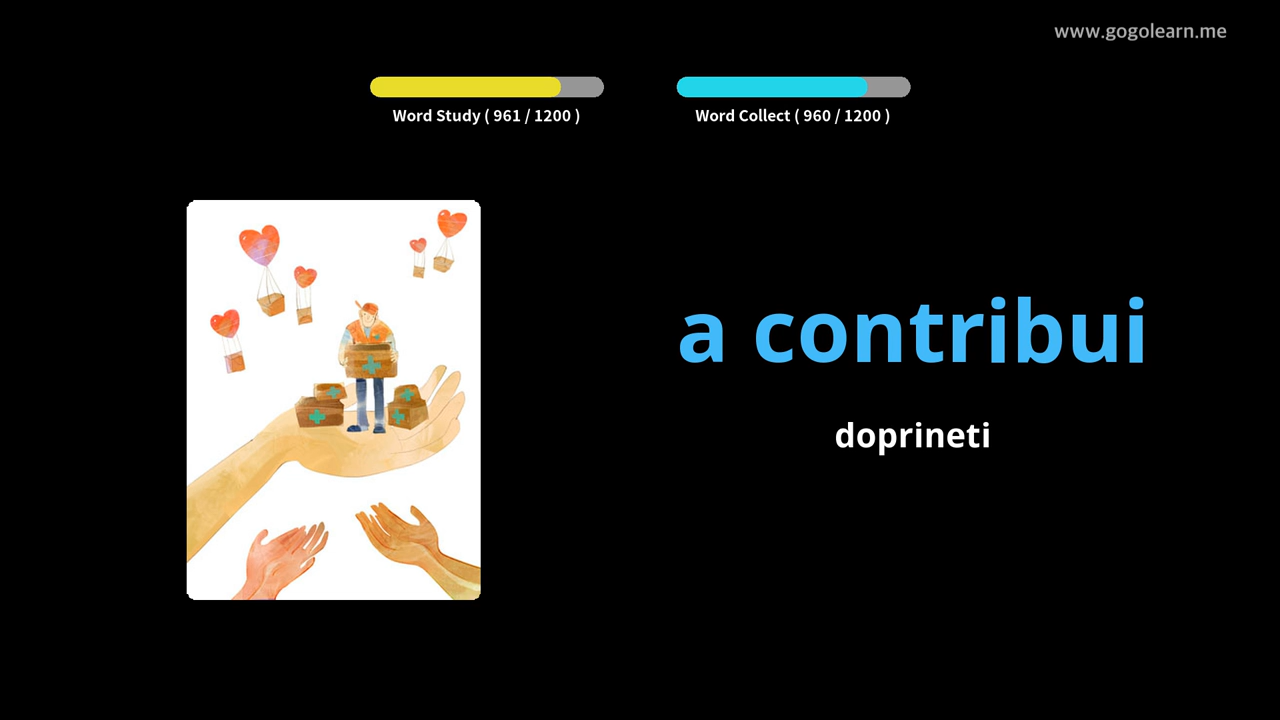 www.gogolearn.me
Word Study ( 961 / 1200 )
Word Collect ( 960 / 1200 )
a contribui
doprineti